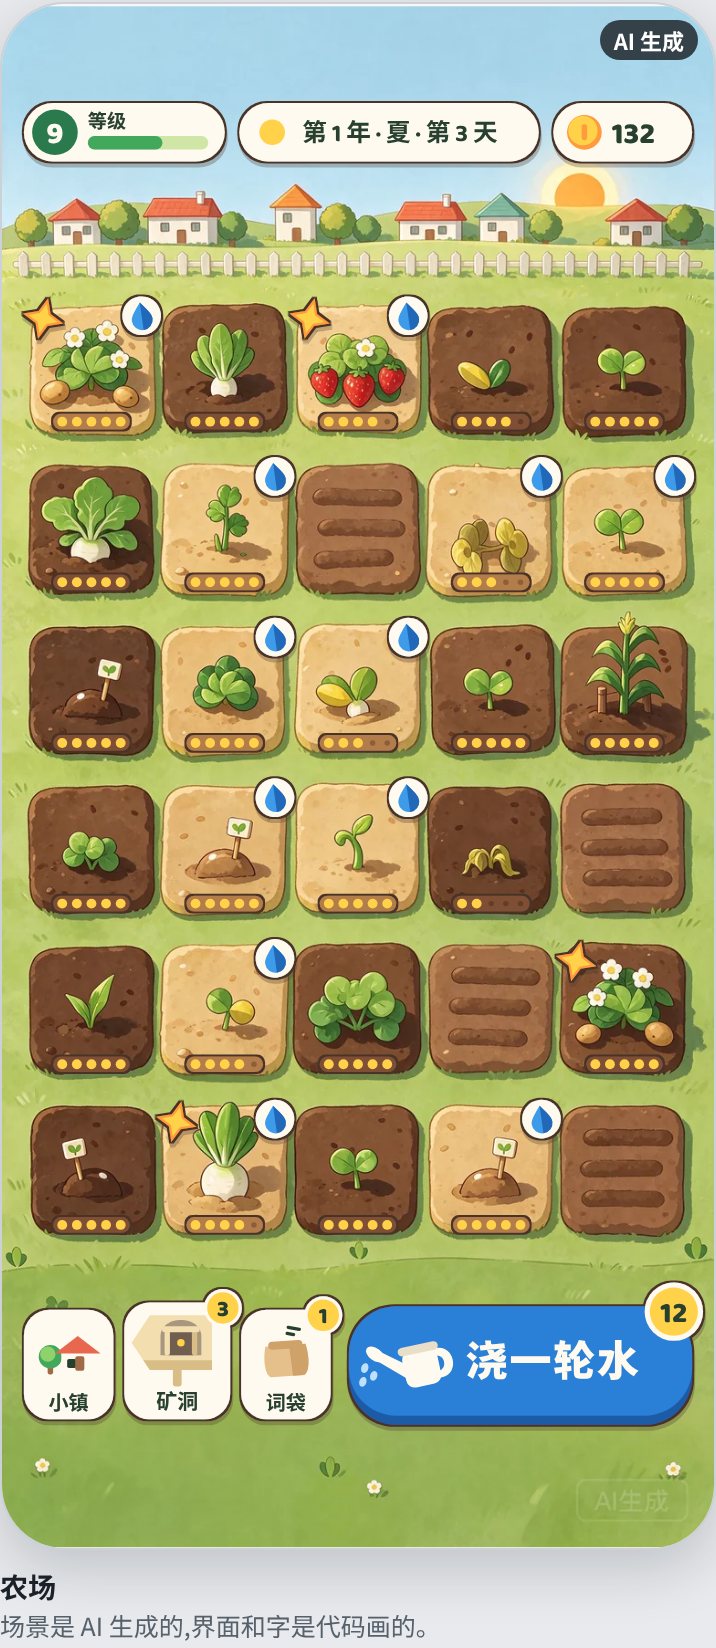 AI 生成
9
等级
第1年·夏·第3天
132
3
1
12
小镇
矿洞
词袋
浇一轮水
AI生成
农场
场景是 AI 生成的,界面和字是代码画的。